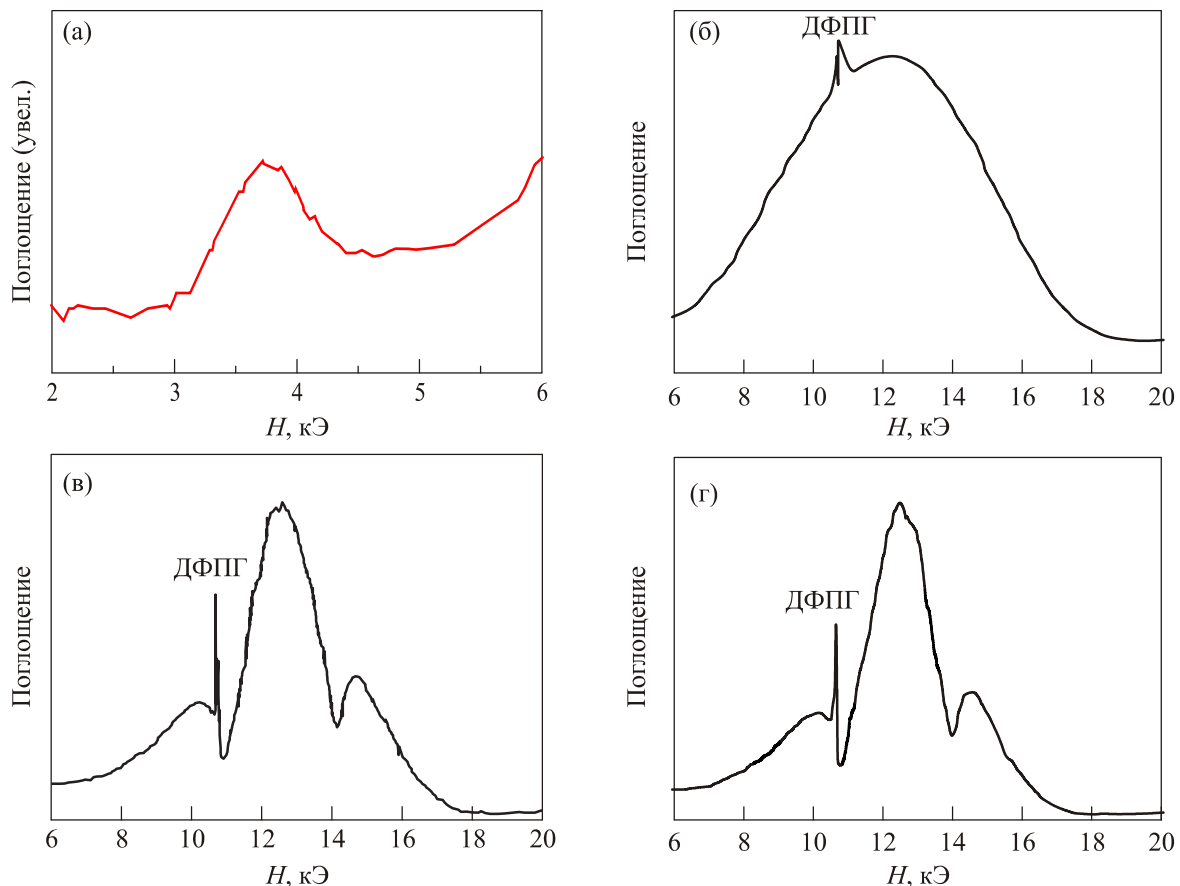 (а)
Поглощение (увел.)
2 3 4 5 6
H, кЭ
(б)
ДФПГ
Поглощение
6 8 10 12 14 16 18 20
H, кЭ
(в)
ДФПГ
Поглощение
6 8 10 12 14 16 18 20
H, кЭ
(г)
ДФПГ
Поглощение
6 8 10 12 14 16 18 20
H, кЭ